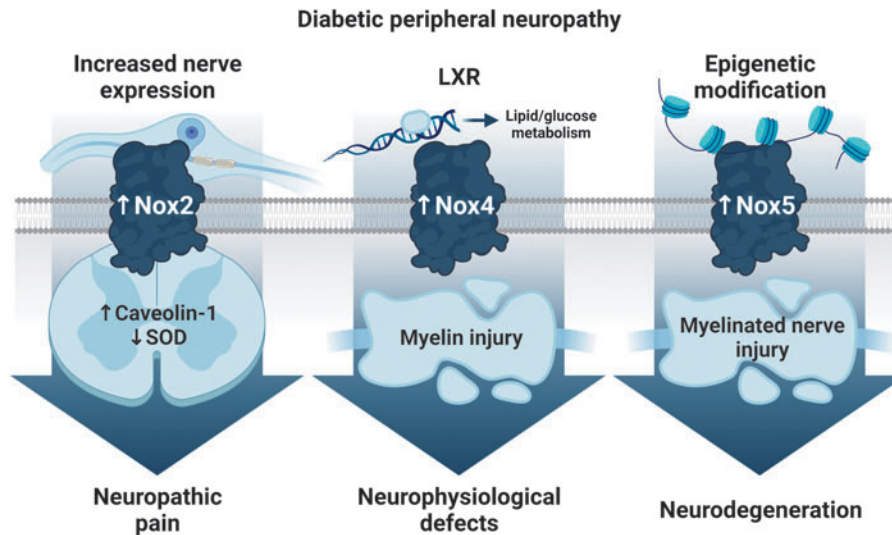 Diabetic peripheral neuropathy
Increased nerve
expression
↑Nox2
↑Caveolin-1
↓SOD
Neuropathic
pain
LXR
Lipid/glucose
metabolism
↑Nox4
Myelin injury
Neurophysiological
defects
Epigenetic
modification
↑Nox5
Myelinated nerve
injury
Neurodegeneration